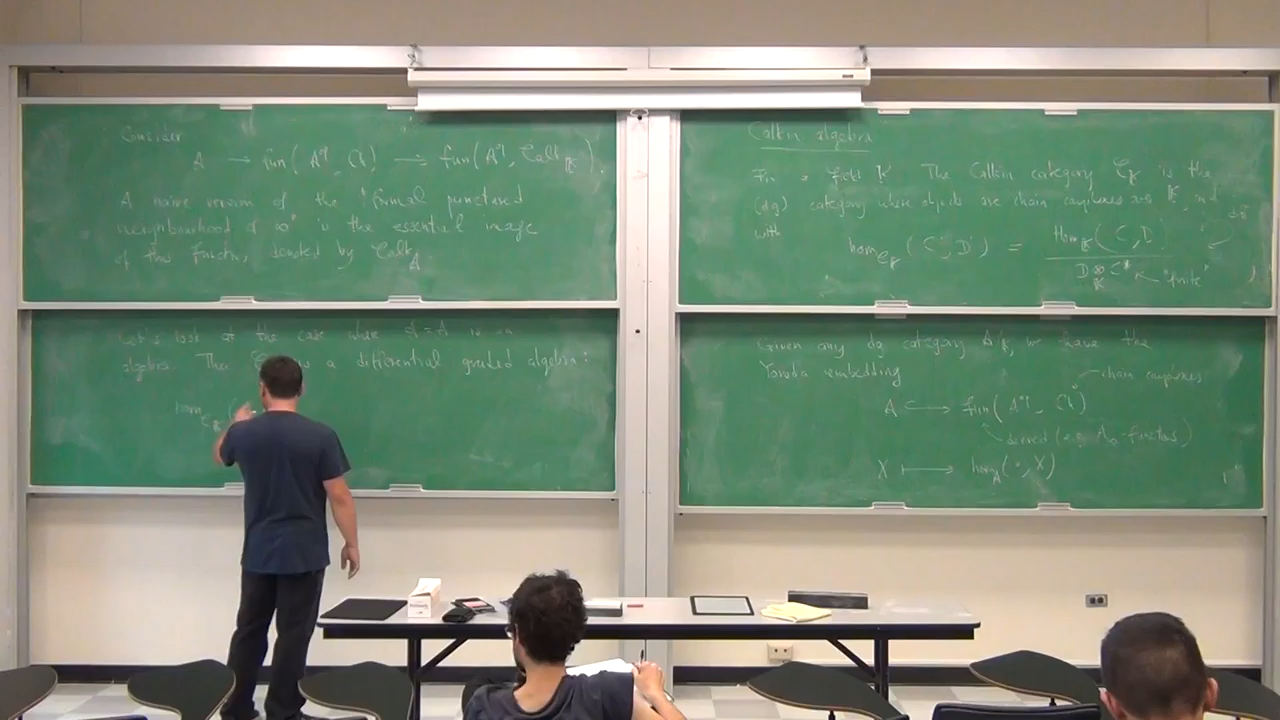 Consider
A → fun(A^op, Ch) → fun(A^op, Calk_K).
A naive version of the "formal punctured
neighbourhood of ∞" is the essential image
of this functor, denoted by Calk_A
Let's look at the case where A = A is an
algebra. Then is a differential graded algebra:
hom_{C_K}(
Calkin algebra
Fix a field K. The Calkin category C_K is the
(dg) category where objects are chain complexes over K, and
with hom_{C_K}(C, D) = Hom_K(C, D) / D ⊗_K C^* "finite"
Given any dg category A/K, we have the
Yoneda embedding
chain complexes
A ↪ fun(A^op, Ch)
derived (e.g. A_∞-functors)
X ↦ hom_A(·, X)